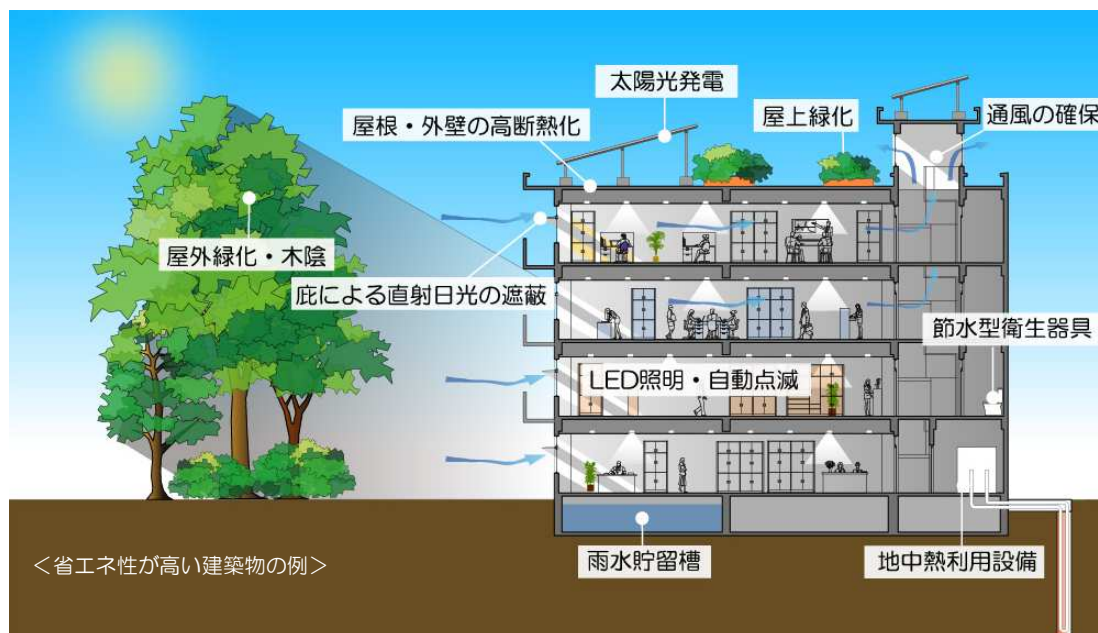 太陽光発電
屋根・外壁の高断熱化
屋上緑化
通風の確保
屋外緑化・木陰
庇による直射日光の遮蔽
節水型衛生器具
LED照明・自動点滅
雨水貯留槽
地中熱利用設備
＜省エネ性が高い建築物の例＞